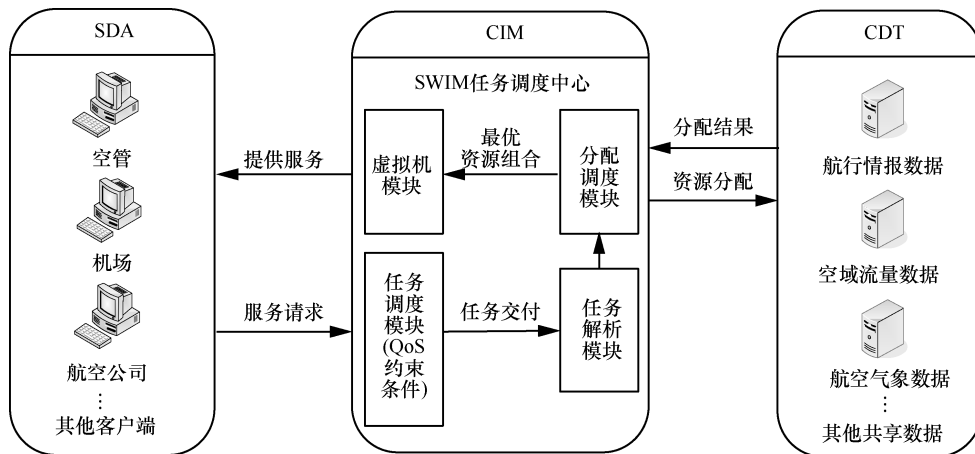 SDA
空管
机场
航空公司
⋮
其他客户端
提供服务
服务请求
CIM
SWIM任务调度中心
虚拟机
模块
最优
资源组合
分配
调度
模块
任务
调度
模块
(QoS
约束
条件)
任务交付
任务
解析
模块
分配结果
资源分配
CDT
航行情报数据
空域流量数据
航空气象数据
⋮
其他共享数据